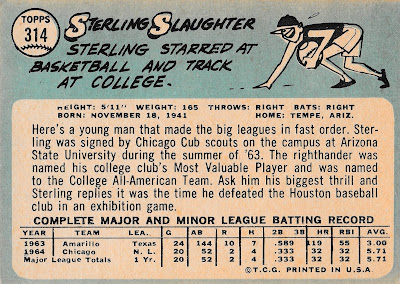 TOPPS
314
STERLING SLAUGHTER
STERLING STARRED AT
BASKETBALL AND TRACK
AT COLLEGE.
HEIGHT: 5'11" WEIGHT: 165 THROWS: RIGHT BATS: RIGHT
BORN: NOVEMBER 18, 1941 HOME: TEMPE, ARIZ.
Here's a young man that made the big leagues in fast order. Ster-
ling was signed by Chicago Cub scouts on the campus at Arizona
State University during the summer of '63. The righthander was
named his college club's Most Valuable Player and was named
to the College All-American Team. Ask him his biggest thrill and
Sterling replies it was the time he defeated the Houston baseball
club in an exhibition game.
COMPLETE MAJOR AND MINOR LEAGUE BATTING RECORD
YEAR TEAM LEA. G AB R H 2B 3B HR RBI AVG.
1963 Amarillo Texas 24 144 10 7 .589 119 55 3.00
1964 Chicago N. L. 20 52 2 4 .333 32 32 5.71
Major League Totals 1 Yr. 20 52 2 4 .333 32 32 5.71
©T.C.G. PRINTED IN U.S.A.